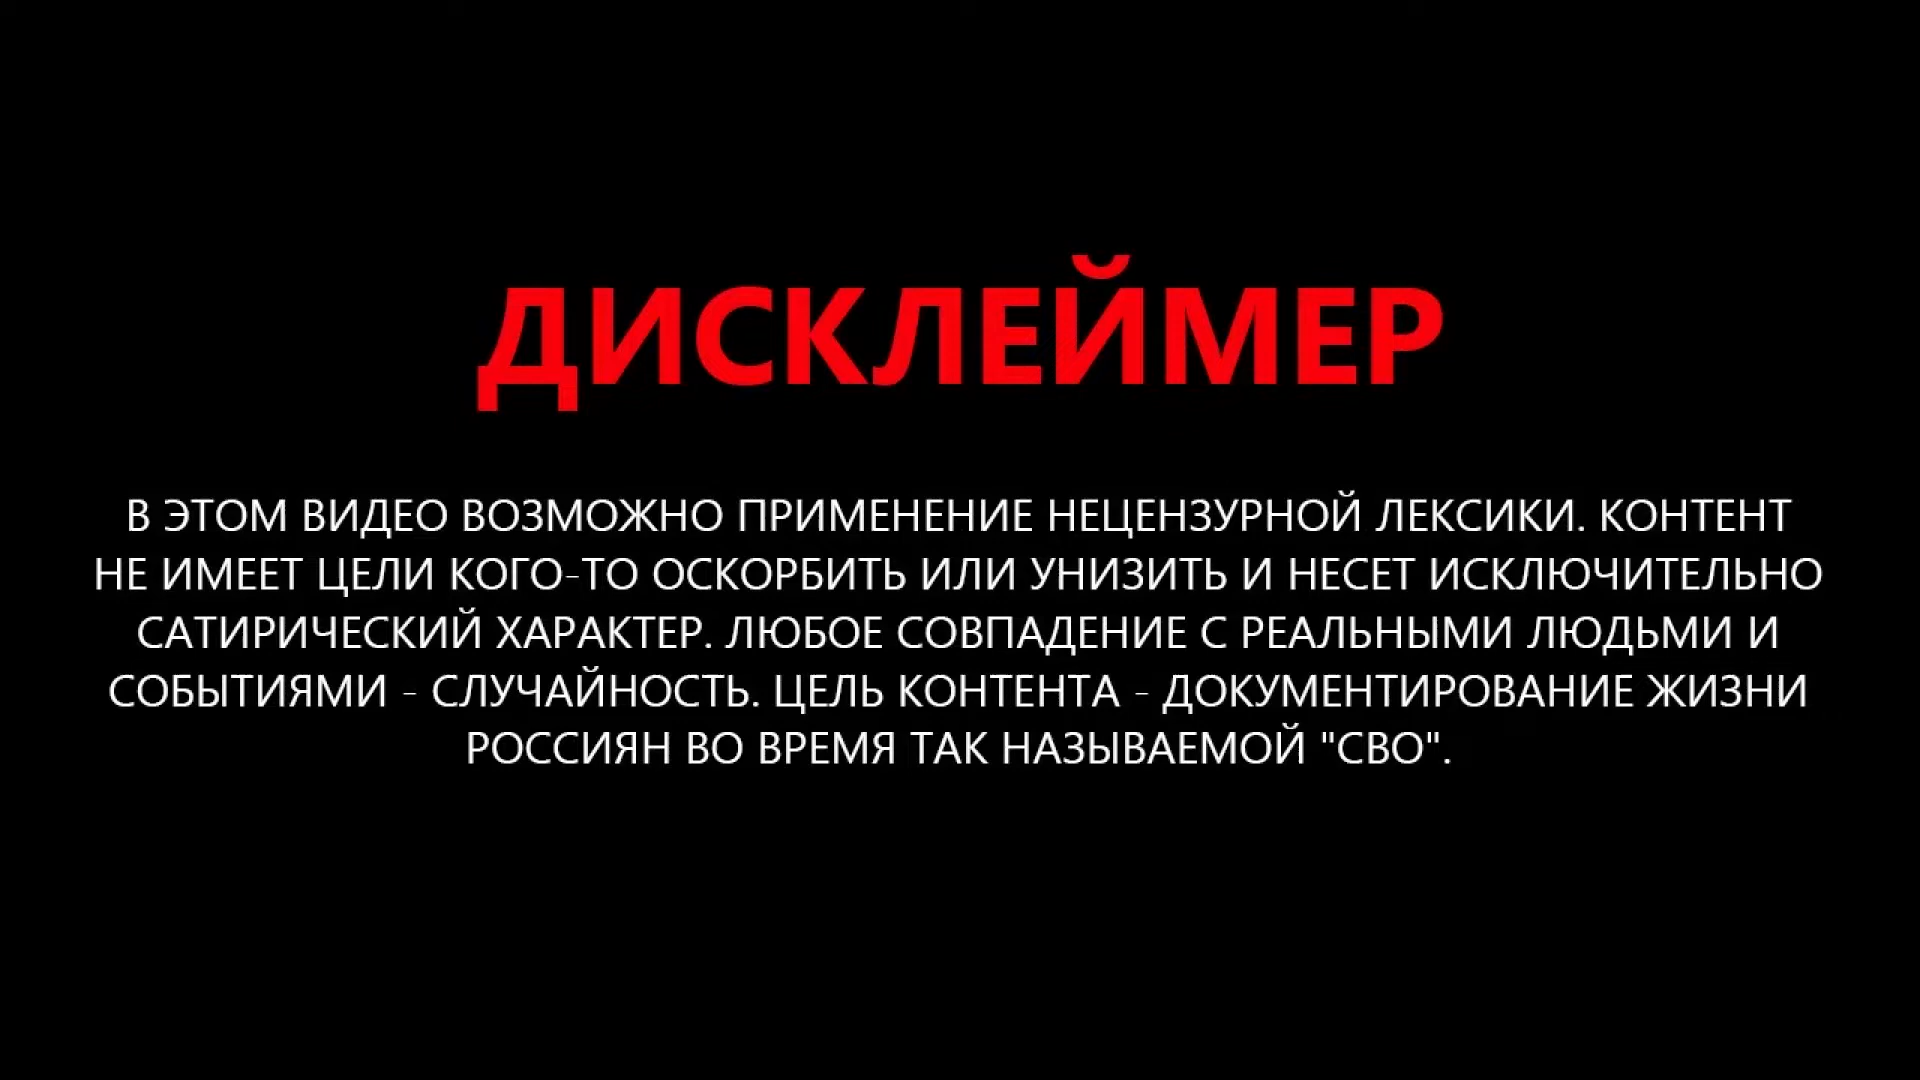 ДИСКЛЕЙМЕР
В ЭТОМ ВИДЕО ВОЗМОЖНО ПРИМЕНЕНИЕ НЕЦЕНЗУРНОЙ ЛЕКСИКИ. КОНТЕНТ
НЕ ИМЕЕТ ЦЕЛИ КОГО-ТО ОСКОРБИТЬ ИЛИ УНИЗИТЬ И НЕСЕТ ИСКЛЮЧИТЕЛЬНО
САТИРИЧЕСКИЙ ХАРАКТЕР. ЛЮБОЕ СОВПАДЕНИЕ С РЕАЛЬНЫМИ ЛЮДЬМИ И
СОБЫТИЯМИ - СЛУЧАЙНОСТЬ. ЦЕЛЬ КОНТЕНТА - ДОКУМЕНТИРОВАНИЕ ЖИЗНИ
РОССИЯН ВО ВРЕМЯ ТАК НАЗЫВАЕМОЙ "СВО".